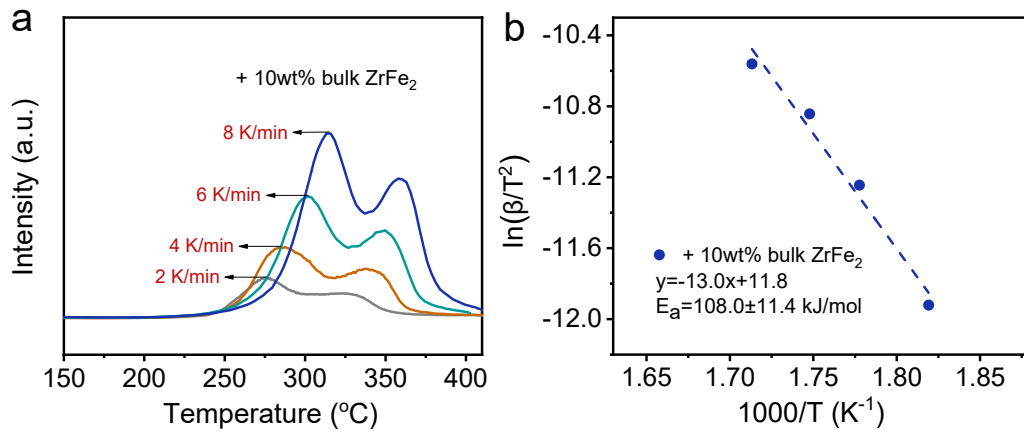 a
+ 10wt% bulk ZrFe₂
8 K/min
6 K/min
4 K/min
2 K/min
Intensity (a.u.)
150 200 250 300 350 400
Temperature (°C)
b
-10.4
-10.8
-11.2
-11.6
-12.0
ln(β/T²)
+ 10wt% bulk ZrFe₂
y=-13.0x+11.8
Eₐ=108.0±11.4 kJ/mol
1.65 1.70 1.75 1.80 1.85
1000/T (K⁻¹)